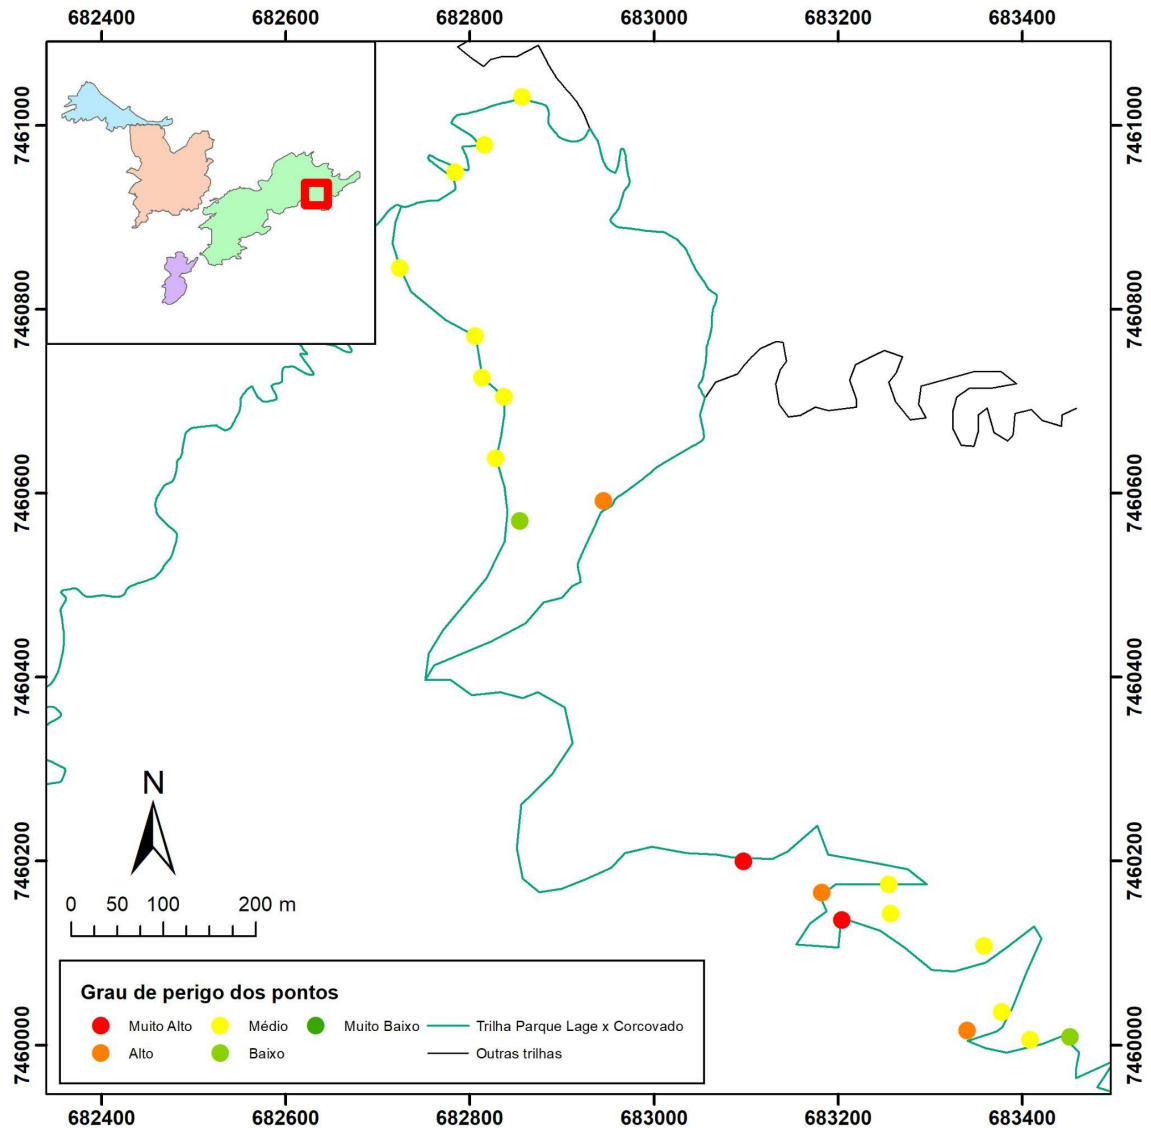 682400 682600 682800 683000 683200 683400
7461000 7461000
7460800 7460800
7460600 7460600
7460400 7460400
7460200 7460200
7460000 7460000
N
0 50 100 200 m
Grau de perigo dos pontos
Muito Alto Médio Muito Baixo Trilha Parque Lage x Corcovado
Alto Baixo Outras trilhas
682400 682600 682800 683000 683200 683400